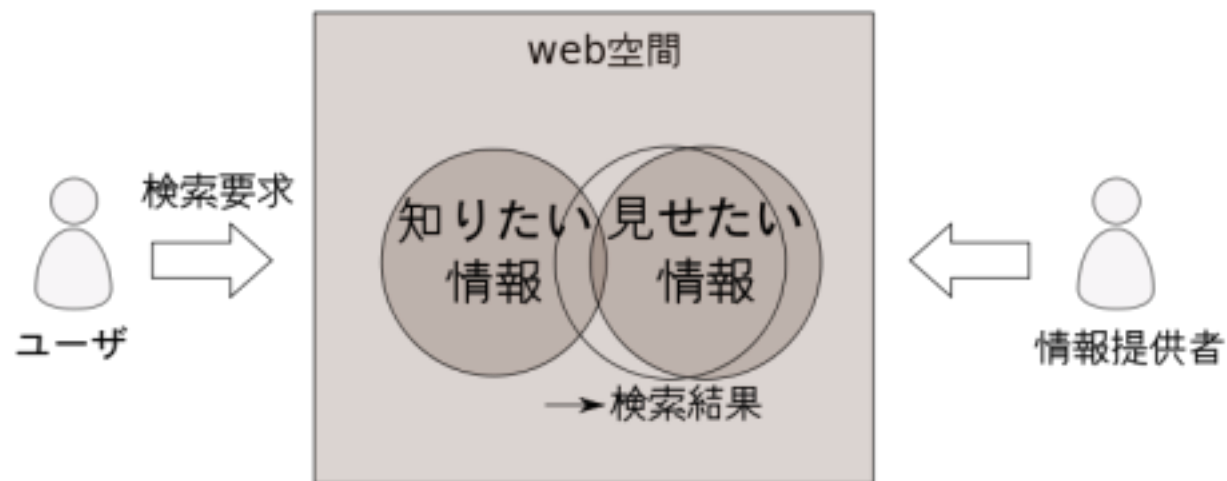 web空間
検索要求
知りたい
情報
見せたい
情報
ユーザ
情報提供者
検索結果